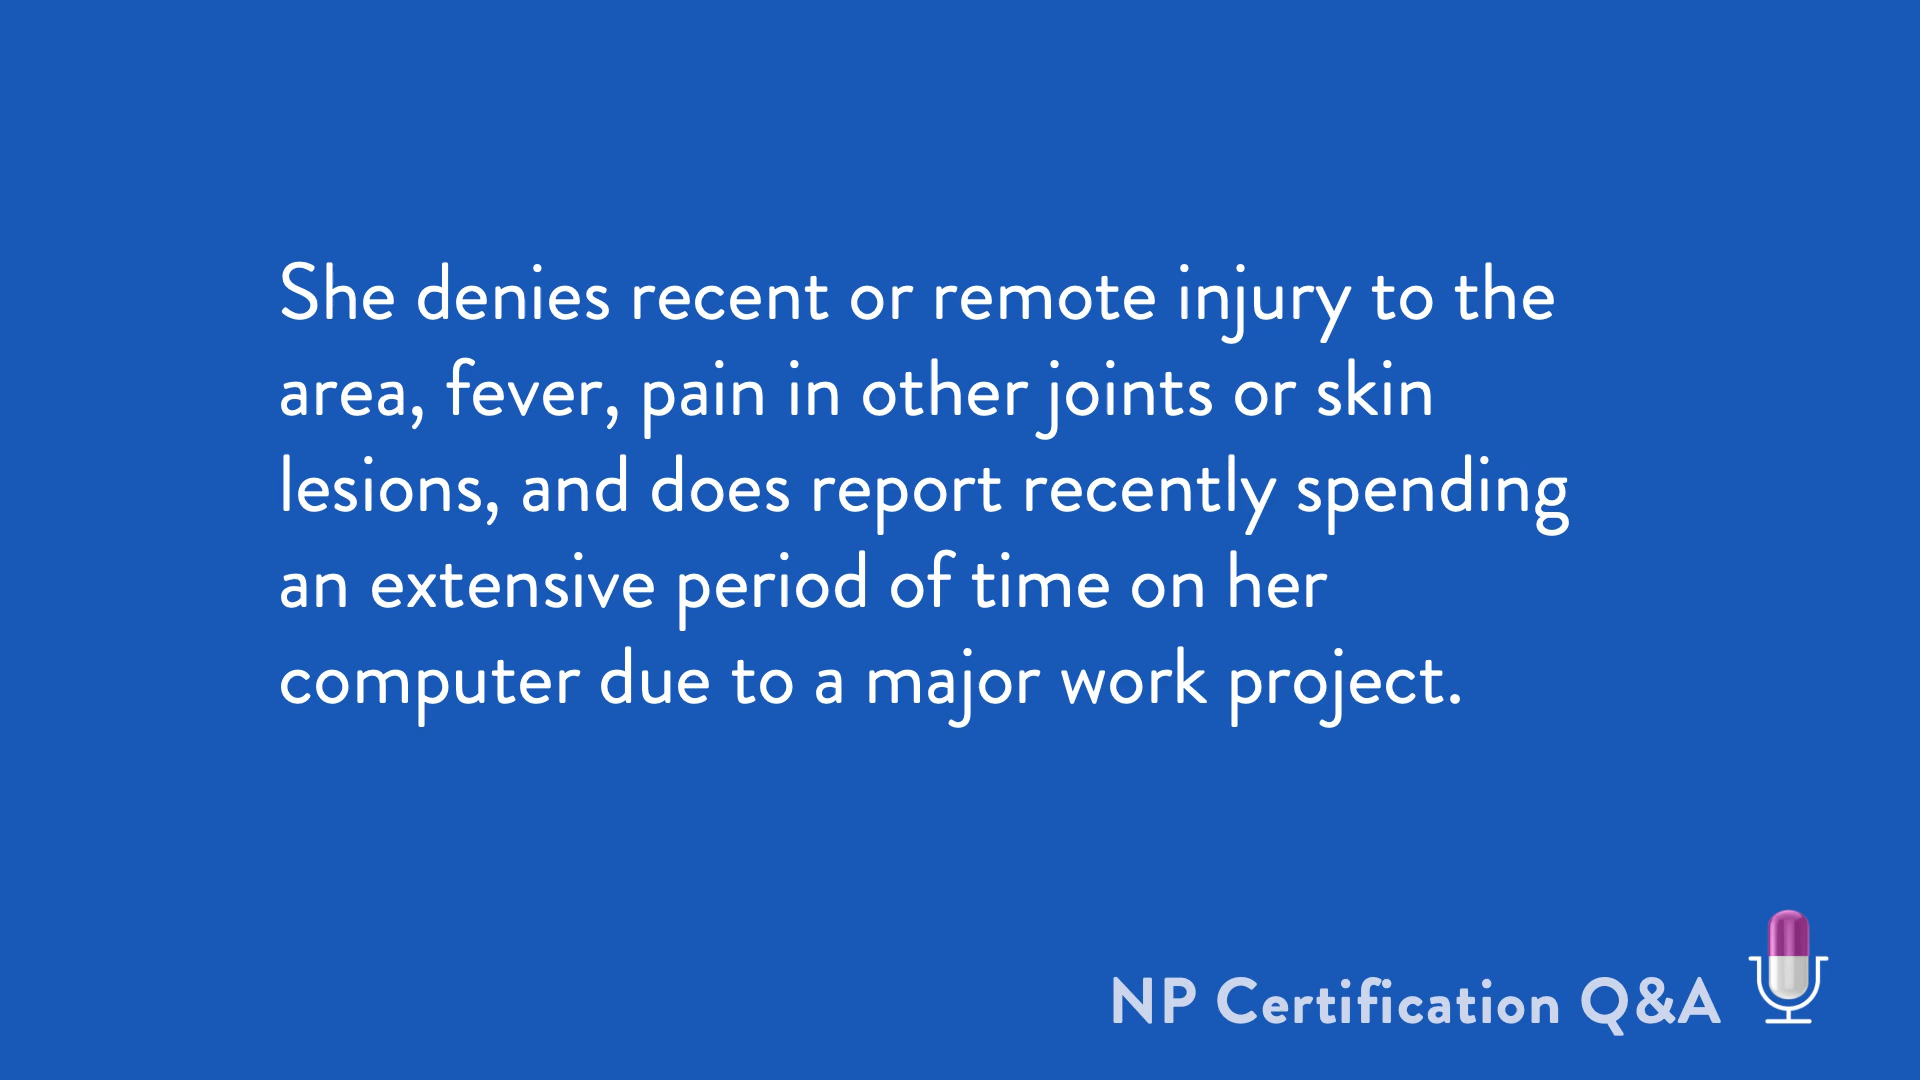 She denies recent or remote injury to the
area, fever, pain in other joints or skin
lesions, and does report recently spending
an extensive period of time on her
computer due to a major work project.
NP Certification Q&A